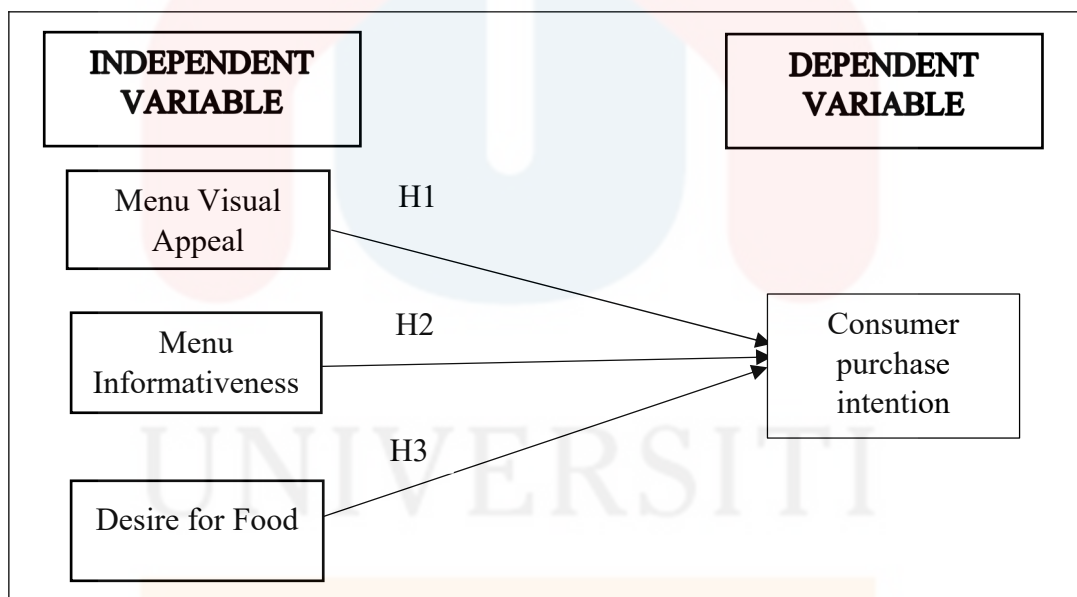 INDEPENDENT
VARIABLE
DEPENDENT
VARIABLE
Menu Visual
Appeal
H1
Menu
Informativeness
H2
Desire for Food
H3
Consumer
purchase
intention
UNIVERSITI